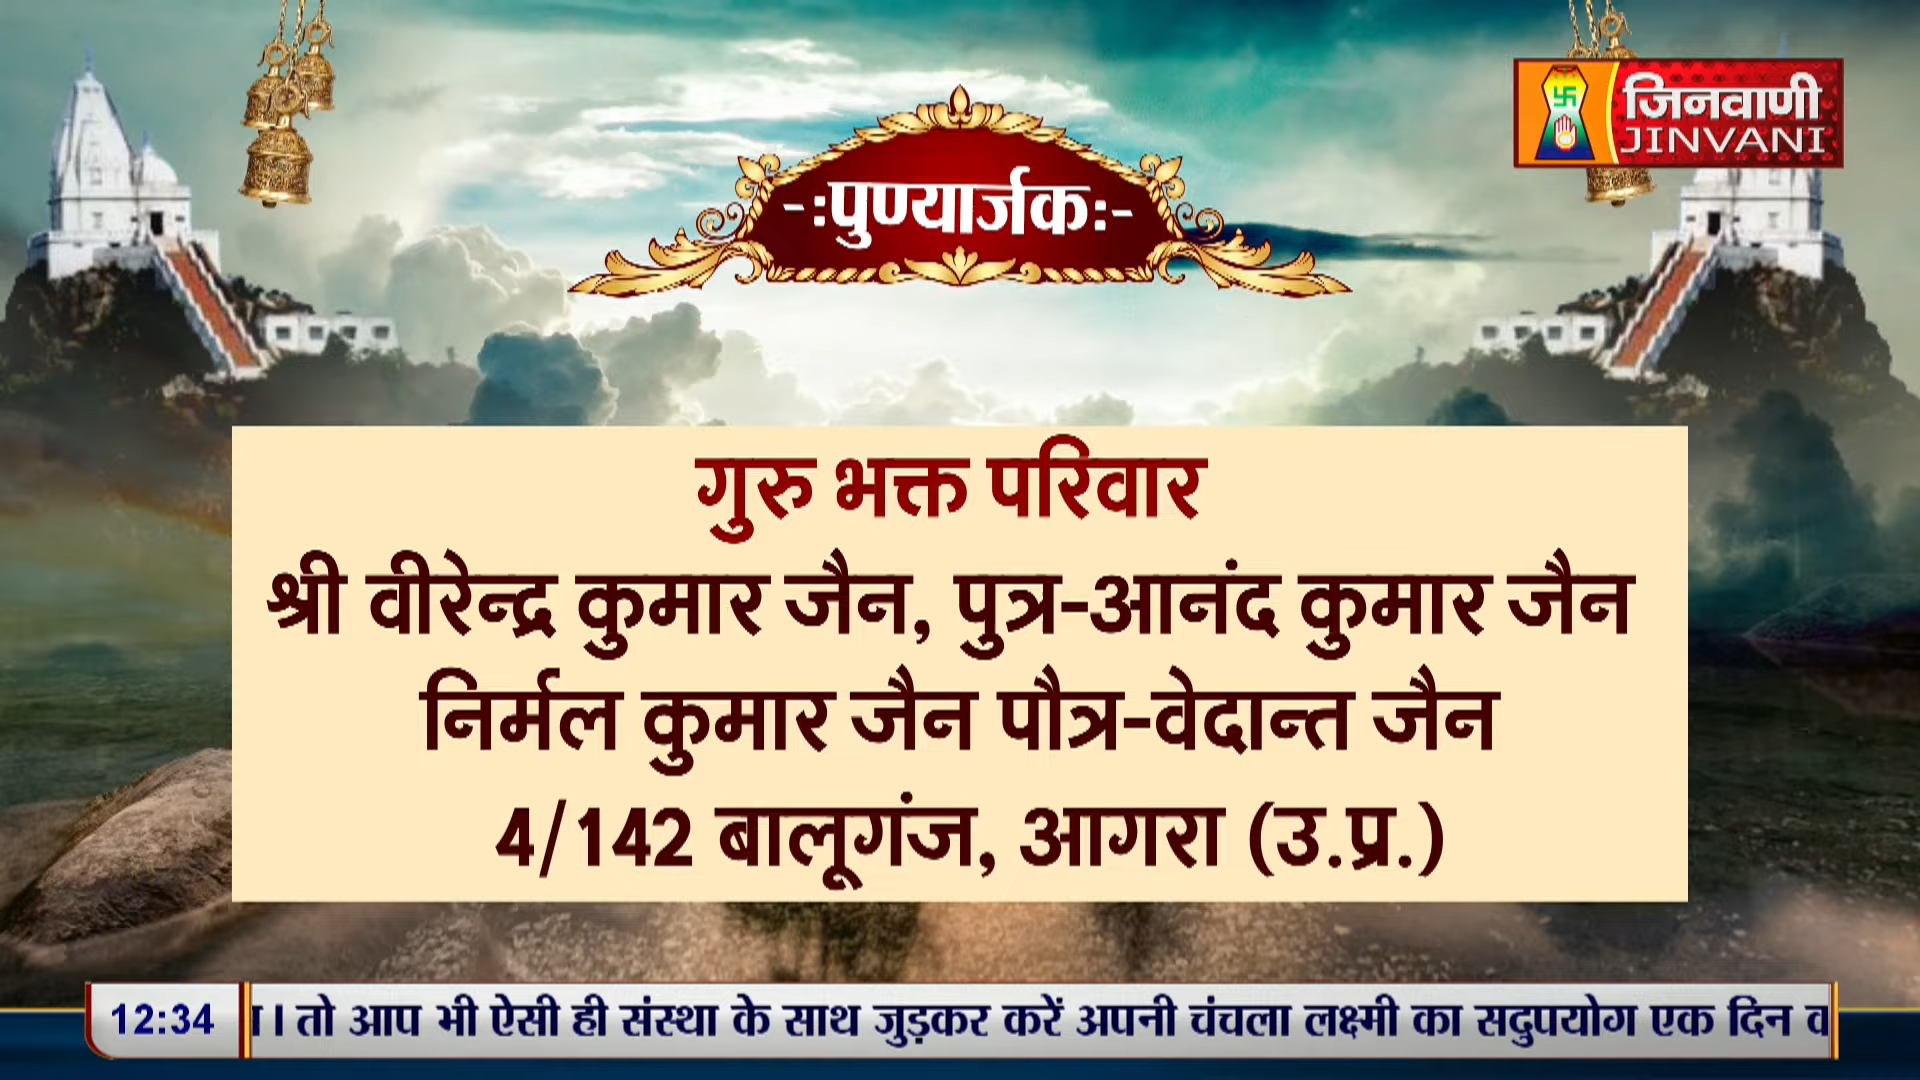 जिनवाणी
JINVANI
-:पुण्यार्जक:-
गुरु भक्त परिवार
श्री वीरेन्द्र कुमार जैन, पुत्र-आनंद कुमार जैन
निर्मल कुमार जैन पौत्र-वेदान्त जैन
4/142 बालूगंज, आगरा (उ.प्र.)
12:34
। तो आप भी ऐसी ही संस्था के साथ जुड़कर करें अपनी चंचला लक्ष्मी का सदुपयोग एक दिन